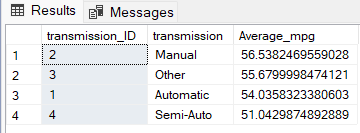 Results Messages
transmission_ID transmission Average_mpg
1 2 Manual 56.5382469559028
2 3 Other 55.6799998474121
3 1 Automatic 54.0358323380603
4 4 Semi-Auto 51.0429874892889